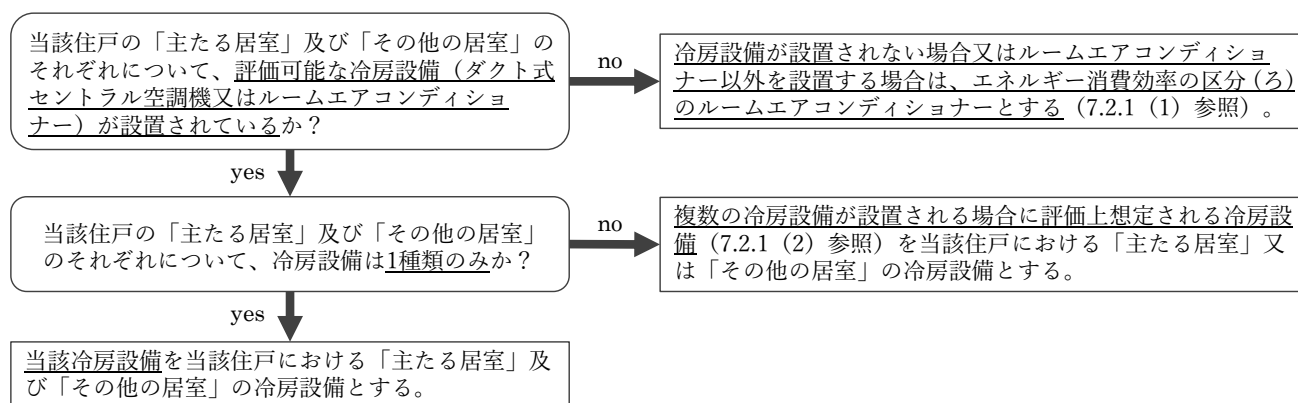 当該住戸の「主たる居室」及び「その他の居室」の
それぞれについて、評価可能な冷房設備（ダクト式
セントラル空調機又はルームエアコンディショ
ナー）が設置されているか？
no
冷房設備が設置されない場合又はルームエアコンディショ
ナー以外を設置する場合は、エネルギー消費効率の区分(ろ)
のルームエアコンディショナーとする（7.2.1（1）参照）。
yes
当該住戸の「主たる居室」及び「その他の居室」
のそれぞれについて、冷房設備は1種類のみか？
no
複数の冷房設備が設置される場合に評価上想定される冷房設
備（7.2.1（2）参照）を当該住戸における「主たる居室」又
は「その他の居室」の冷房設備とする。
yes
当該冷房設備を当該住戸における「主たる居室」及
び「その他の居室」の冷房設備とする。